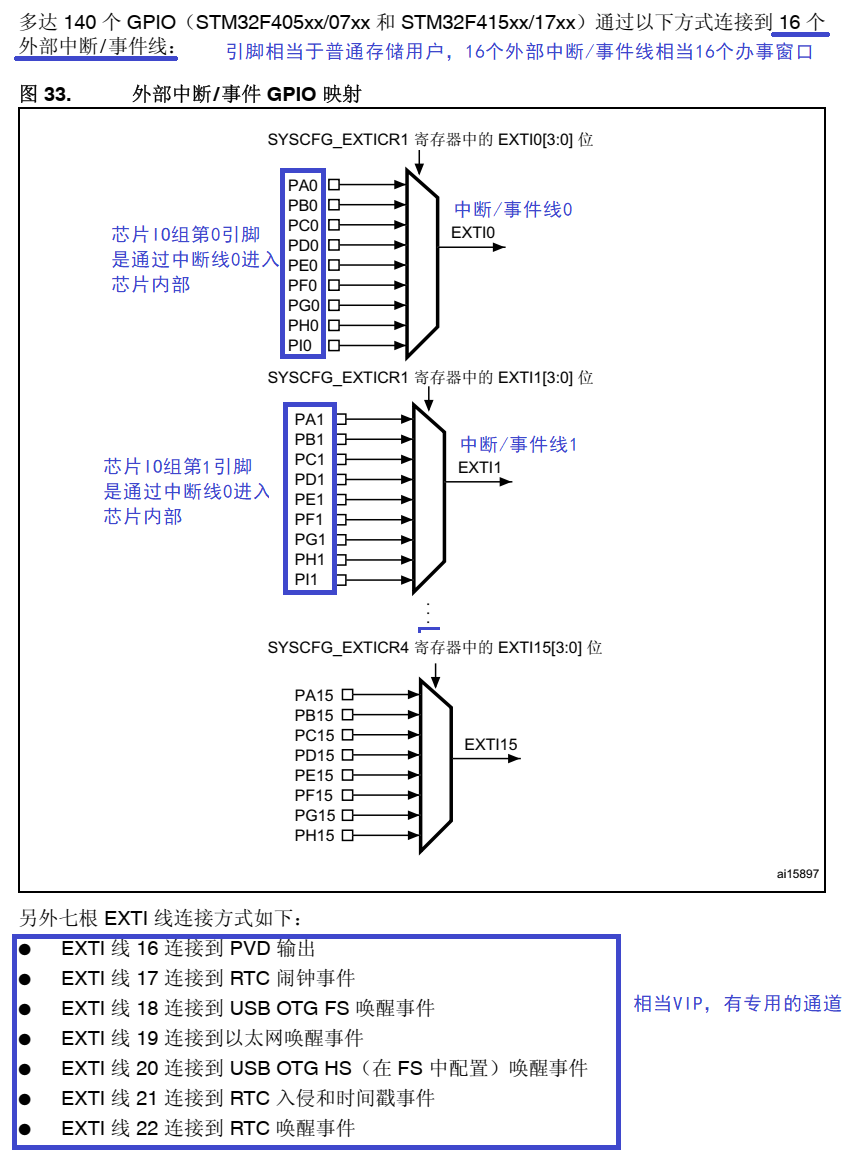 多达 140 个 GPIO（STM32F405xx/07xx 和 STM32F415xx/17xx）通过以下方式连接到 16 个
外部中断/事件线：
引脚相当于普通存储用户，16个外部中断/事件线相当16个办事窗口
图 33. 外部中断/事件 GPIO 映射
SYSCFG_EXTICR1 寄存器中的 EXTI0[3:0] 位
PA0
PB0
PC0
PD0
PE0
PF0
PG0
PH0
PI0
芯片IO组第0引脚
是通过中断线0进入
芯片内部
中断/事件线0
EXTI0
SYSCFG_EXTICR1 寄存器中的 EXTI1[3:0] 位
PA1
PB1
PC1
PD1
PE1
PF1
PG1
PH1
PI1
芯片IO组第1引脚
是通过中断线0进入
芯片内部
中断/事件线1
EXTI1
SYSCFG_EXTICR4 寄存器中的 EXTI15[3:0] 位
PA15
PB15
PC15
PD15
PE15
PF15
PG15
PH15
EXTI15
ai15897
另外七根 EXTI 线连接方式如下：
● EXTI 线 16 连接到 PVD 输出
● EXTI 线 17 连接到 RTC 闹钟事件
● EXTI 线 18 连接到 USB OTG FS 唤醒事件
● EXTI 线 19 连接到以太网唤醒事件
● EXTI 线 20 连接到 USB OTG HS（在 FS 中配置）唤醒事件
● EXTI 线 21 连接到 RTC 入侵和时间戳事件
● EXTI 线 22 连接到 RTC 唤醒事件
相当VIP，有专用的通道